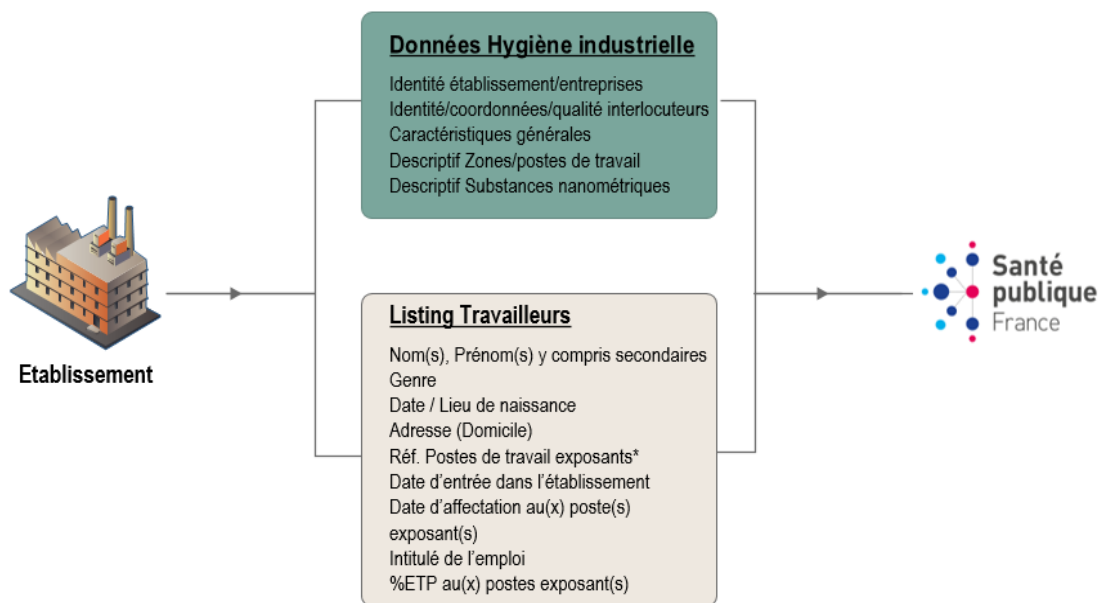 Données Hygiène industrielle
Identité établissement/entreprises
Identité/coordonnées/qualité interlocuteurs
Caractéristiques générales
Descriptif Zones/postes de travail
Descriptif Substances nanométriques
Etablissement
Listing Travailleurs
Nom(s), Prénom(s) y compris secondaires
Genre
Date / Lieu de naissance
Adresse (Domicile)
Réf. Postes de travail exposants*
Date d'entrée dans l'établissement
Date d'affectation au(x) poste(s)
exposant(s)
Intitulé de l'emploi
%ETP au(x) postes exposant(s)
Santé
publique
France